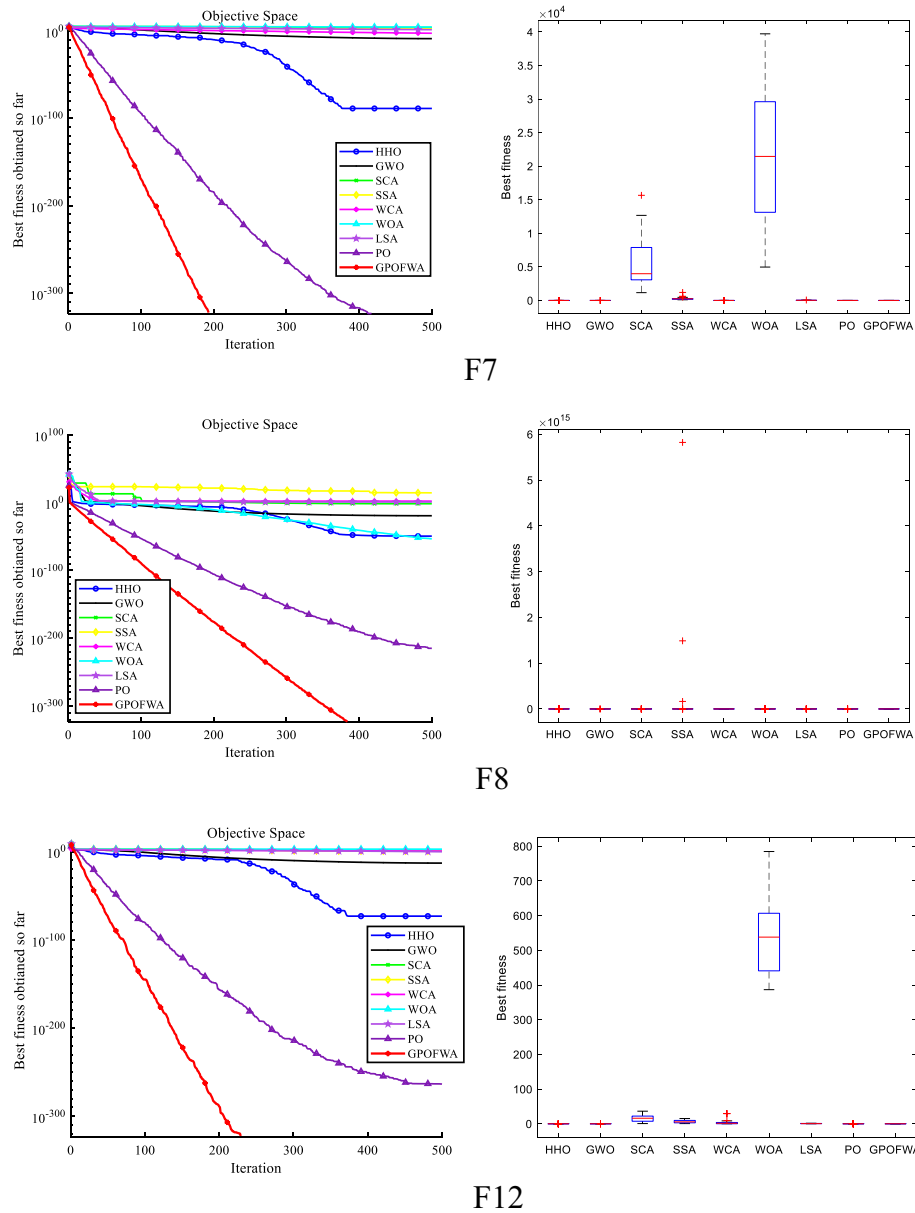 Objective Space
Best finess obtianed so far
10^0
10^-100
10^-200
10^-300
HHO
GWO
SCA
SSA
WCA
WOA
LSA
PO
GPOFWA
0 100 200 300 400 500
Iteration
×10^4
Best fitness
4
3.5
3
2.5
2
1.5
1
0.5
0
HHO GWO SCA SSA WCA WOA LSA PO GPOFWA
F7
Objective Space
Best finess obtianed so far
10^100
10^0
10^-100
10^-200
10^-300
HHO
GWO
SCA
SSA
WCA
WOA
LSA
PO
GPOFWA
0 100 200 300 400 500
Iteration
×10^15
Best fitness
6
5
4
3
2
1
0
HHO GWO SCA SSA WCA WOA LSA PO GPOFWA
F8
Objective Space
Best finess obtianed so far
10^0
10^-100
10^-200
10^-300
HHO
GWO
SCA
SSA
WCA
WOA
LSA
PO
GPOFWA
0 100 200 300 400 500
Iteration
Best fitness
800
700
600
500
400
300
200
100
0
HHO GWO SCA SSA WCA WOA LSA PO GPOFWA
F12